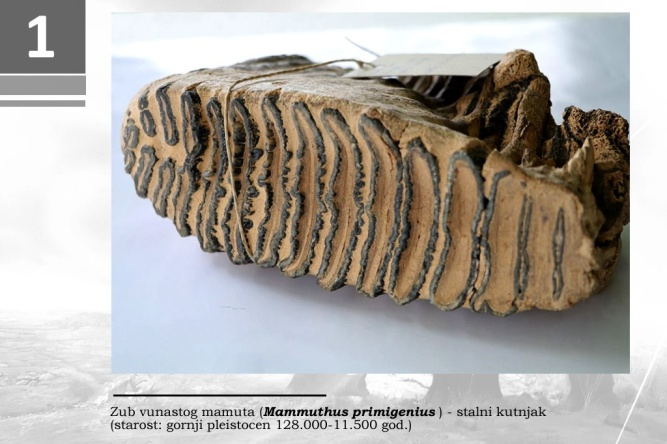 1
Zub vunastog mamuta (Mammuthus primigenius) - stalni kutnjak
(starost: gornji pleistocen 128.000-11.500 god.)